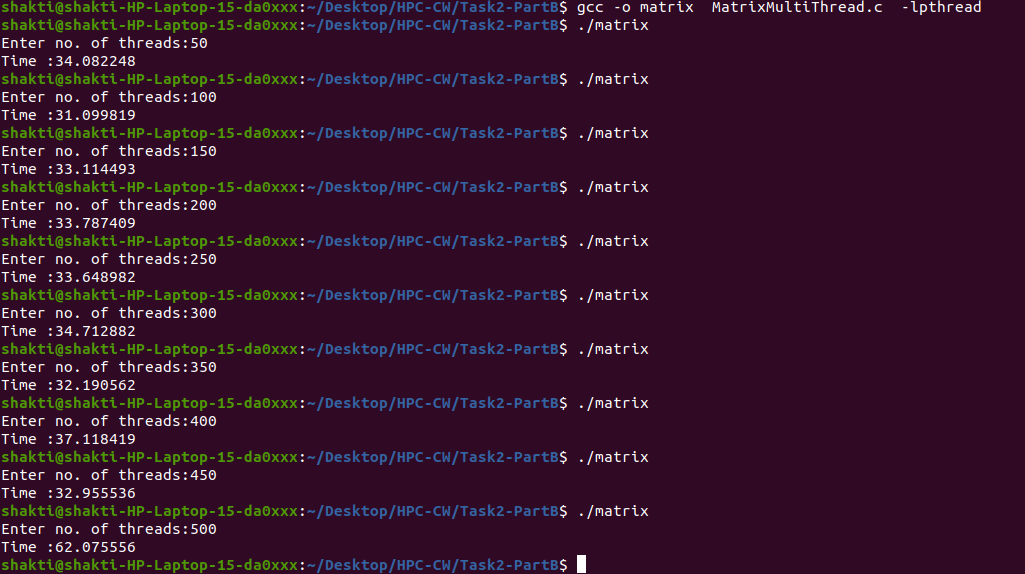 shakti@shakti-HP-Laptop-15-da0xxx:~/Desktop/HPC-CW/Task2-PartB$ gcc -o matrix  MatrixMultiThread.c  -lpthread
shakti@shakti-HP-Laptop-15-da0xxx:~/Desktop/HPC-CW/Task2-PartB$ ./matrix
Enter no. of threads:50
Time :34.082248
shakti@shakti-HP-Laptop-15-da0xxx:~/Desktop/HPC-CW/Task2-PartB$ ./matrix
Enter no. of threads:100
Time :31.099819
shakti@shakti-HP-Laptop-15-da0xxx:~/Desktop/HPC-CW/Task2-PartB$ ./matrix
Enter no. of threads:150
Time :33.114493
shakti@shakti-HP-Laptop-15-da0xxx:~/Desktop/HPC-CW/Task2-PartB$ ./matrix
Enter no. of threads:200
Time :33.787409
shakti@shakti-HP-Laptop-15-da0xxx:~/Desktop/HPC-CW/Task2-PartB$ ./matrix
Enter no. of threads:250
Time :33.648982
shakti@shakti-HP-Laptop-15-da0xxx:~/Desktop/HPC-CW/Task2-PartB$ ./matrix
Enter no. of threads:300
Time :34.712882
shakti@shakti-HP-Laptop-15-da0xxx:~/Desktop/HPC-CW/Task2-PartB$ ./matrix
Enter no. of threads:350
Time :32.190562
shakti@shakti-HP-Laptop-15-da0xxx:~/Desktop/HPC-CW/Task2-PartB$ ./matrix
Enter no. of threads:400
Time :37.118419
shakti@shakti-HP-Laptop-15-da0xxx:~/Desktop/HPC-CW/Task2-PartB$ ./matrix
Enter no. of threads:450
Time :32.955536
shakti@shakti-HP-Laptop-15-da0xxx:~/Desktop/HPC-CW/Task2-PartB$ ./matrix
Enter no. of threads:500
Time :62.075556
shakti@shakti-HP-Laptop-15-da0xxx:~/Desktop/HPC-CW/Task2-PartB$